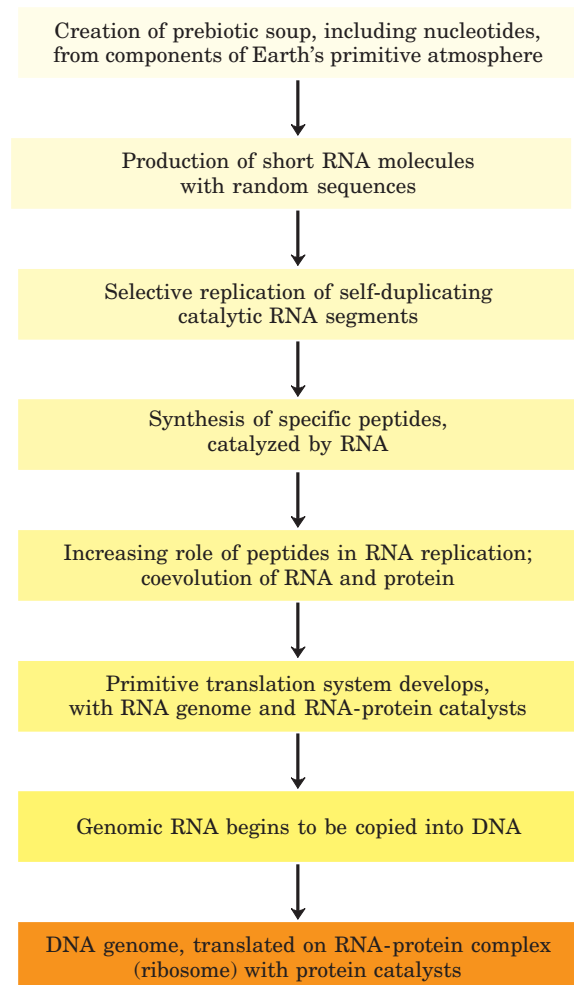 Creation of prebiotic soup, including nucleotides,
from components of Earth's primitive atmosphere
Production of short RNA molecules
with random sequences
Selective replication of self-duplicating
catalytic RNA segments
Synthesis of specific peptides,
catalyzed by RNA
Increasing role of peptides in RNA replication;
coevolution of RNA and protein
Primitive translation system develops,
with RNA genome and RNA-protein catalysts
Genomic RNA begins to be copied into DNA
DNA genome, translated on RNA-protein complex
(ribosome) with protein catalysts